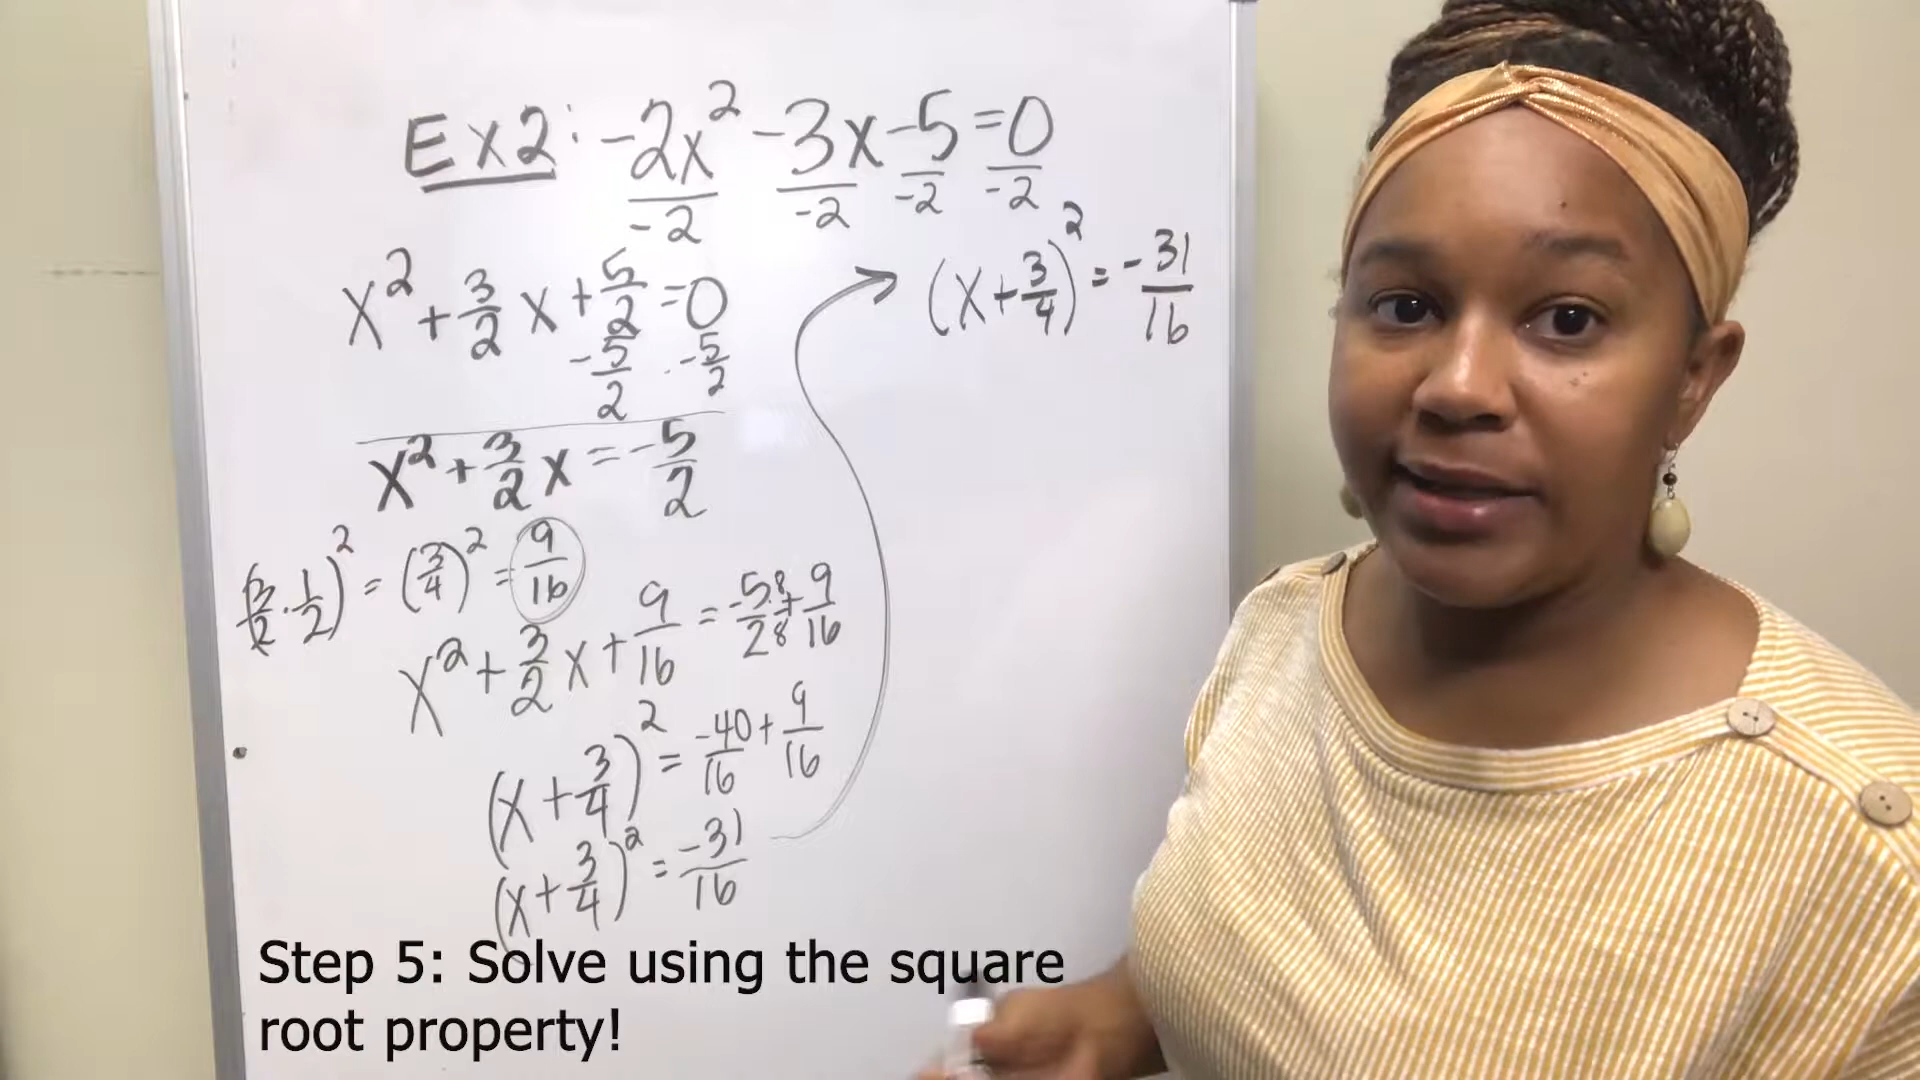 Ex2: -2x² -3x -5 = 0
-2 -2 -2 -2
x² + 3/2 x + 5/2 = 0
-5/2 -5/2
x² + 3/2 x = -5/2
(3/2 · 1/2)² = (3/4)² = 9/16
x² + 3/2 x + 9/16 = -5·8/2·8 + 9/16
(x + 3/4)² = -40/16 + 9/16
(x + 3/4)² = -31/16
(x + 3/4)² = -31/16
Step 5: Solve using the square
root property!